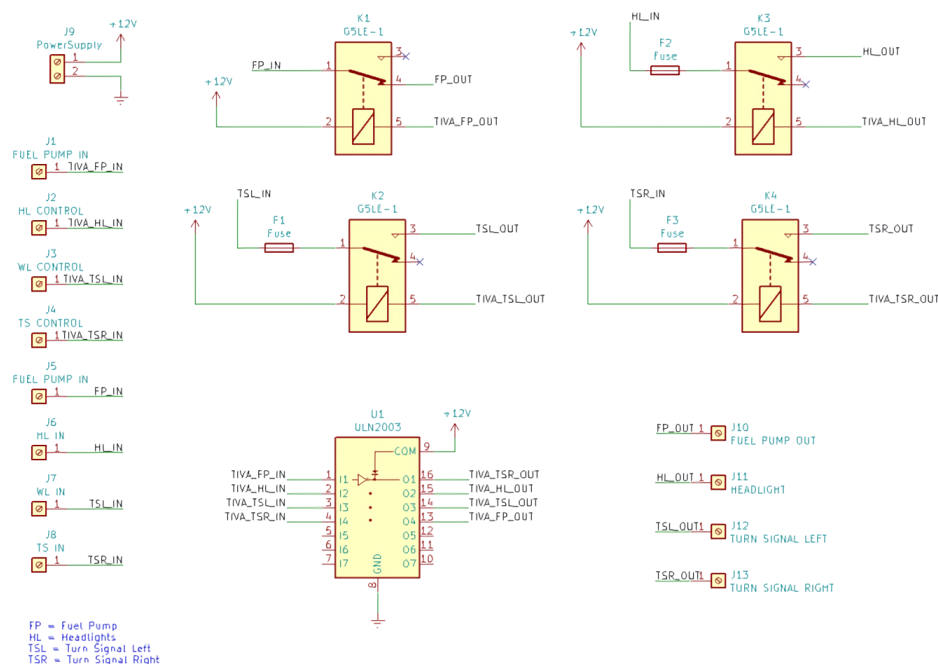 J9
PowerSupply
+12V
1
2
K1
G5LE-1
FP_IN
1
3
4
FP_OUT
+12V
2
5
TIVA_FP_OUT
HL_IN
K3
G5LE-1
+12V
F2
Fuse
1
3
HL_OUT
4
2
5
TIVA_HL_OUT
J1
FUEL PUMP IN
1 TIVA_FP_IN
J2
HL CONTROL
1 TIVA_HL_IN
J3
WL CONTROL
1 TIVA_TSL_IN
J4
TS CONTROL
1 TIVA_TSR_IN
J5
FUEL PUMP IN
1 FP_IN
J6
HL IN
1 HL_IN
J7
WL IN
1 TSL_IN
J8
TS IN
1 TSR_IN
TSL_IN
K2
G5LE-1
+12V
F1
Fuse
1
3
TSL_OUT
4
2
5
TIVA_TSL_OUT
TSR_IN
K4
G5LE-1
+12V
F3
Fuse
1
3
TSR_OUT
4
2
5
TIVA_TSR_OUT
U1
ULN2003
+12V
COM 9
TIVA_FP_IN 1 I1 O1 16 TIVA_TSR_OUT
TIVA_HL_IN 2 I2 O2 15 TIVA_HL_OUT
TIVA_TSL_IN 3 I3 O3 14 TIVA_TSL_OUT
TIVA_TSR_IN 4 I4 O4 13 TIVA_FP_OUT
5 I5 O5 12
6 I6 O6 11
7 I7 O7 10
GND
8
FP_OUT 1 J10
FUEL PUMP OUT
HL_OUT 1 J11
HEADLIGHT
TSL_OUT 1 J12
TURN SIGNAL LEFT
TSR_OUT 1 J13
TURN SIGNAL RIGHT
FP = Fuel Pump
HL = Headlights
TSL = Turn Signal Left
TSR = Turn Signal Right